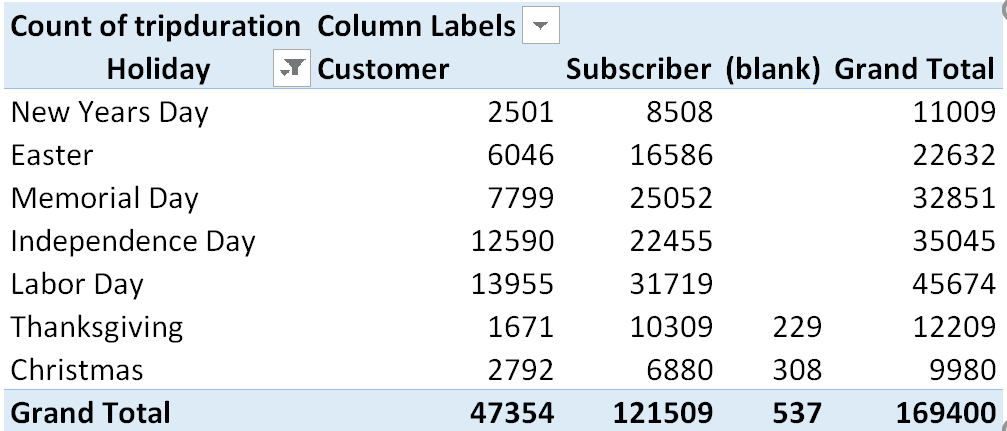 Count of tripduration Column Labels
Holiday Customer Subscriber (blank) Grand Total
New Years Day 2501 8508 11009
Easter 6046 16586 22632
Memorial Day 7799 25052 32851
Independence Day 12590 22455 35045
Labor Day 13955 31719 45674
Thanksgiving 1671 10309 229 12209
Christmas 2792 6880 308 9980
Grand Total 47354 121509 537 169400